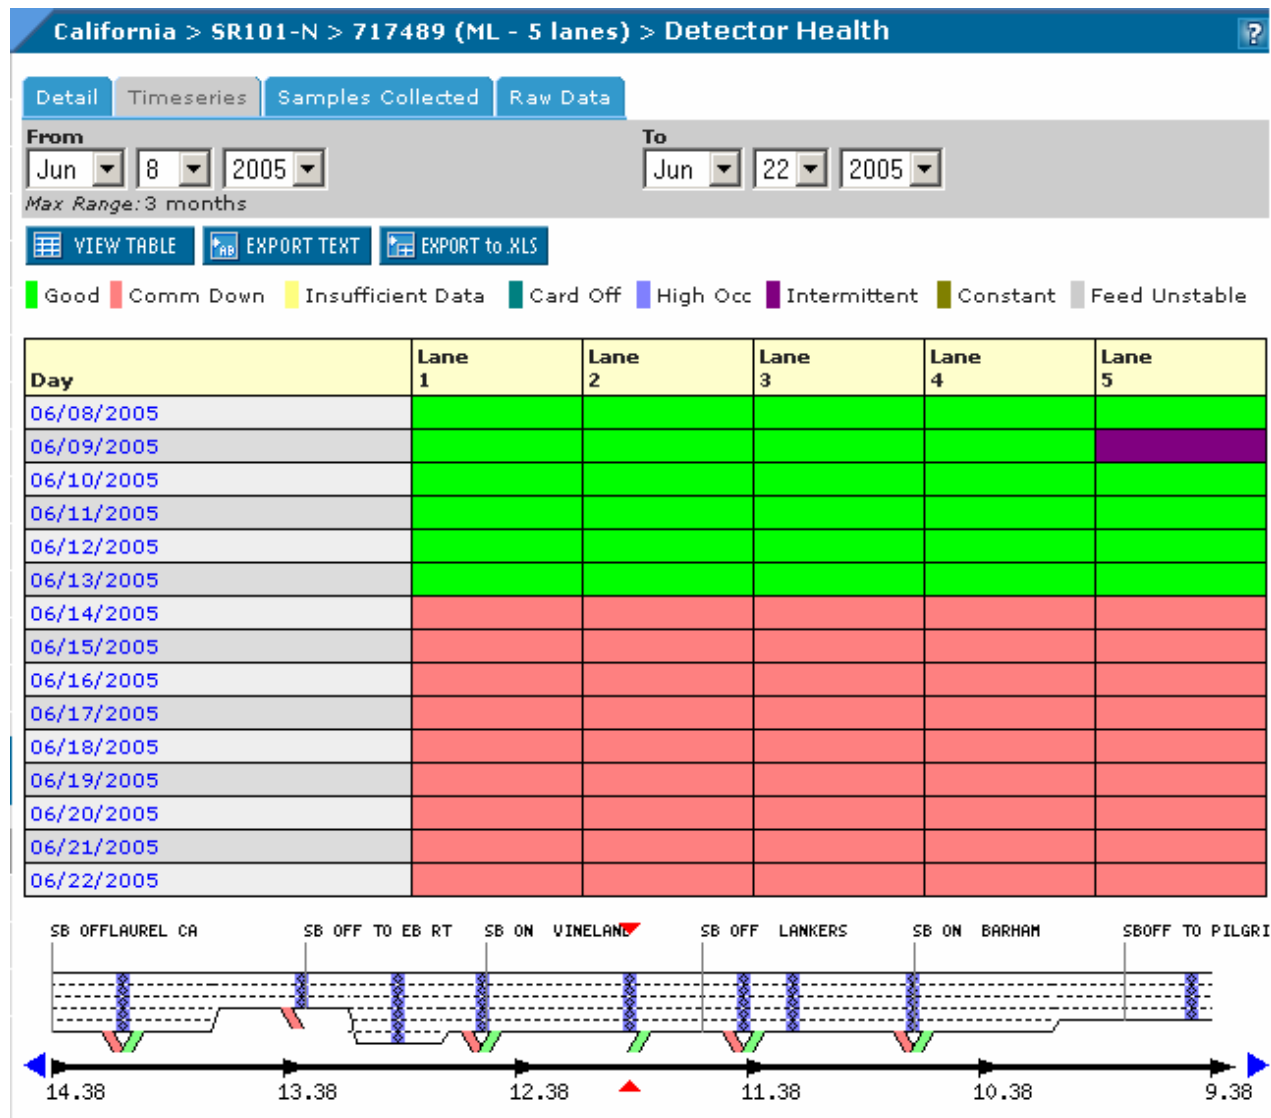 California > SR101-N > 717489 (ML - 5 lanes) > Detector Health
?
Detail Timeseries Samples Collected Raw Data
From To
Jun 8 2005 Jun 22 2005
Max Range: 3 months
VIEW TABLE EXPORT TEXT EXPORT to .XLS
Good Comm Down Insufficient Data Card Off High Occ Intermittent Constant Feed Unstable
Day Lane 1 Lane 2 Lane 3 Lane 4 Lane 5
06/08/2005
06/09/2005
06/10/2005
06/11/2005
06/12/2005
06/13/2005
06/14/2005
06/15/2005
06/16/2005
06/17/2005
06/18/2005
06/19/2005
06/20/2005
06/21/2005
06/22/2005
SB OFFLAUREL CA SB OFF TO EB RT SB ON VINELAND SB OFF LANKERS SB ON BARHAM SBOFF TO PILGRI
14.38 13.38 12.38 11.38 10.38 9.38